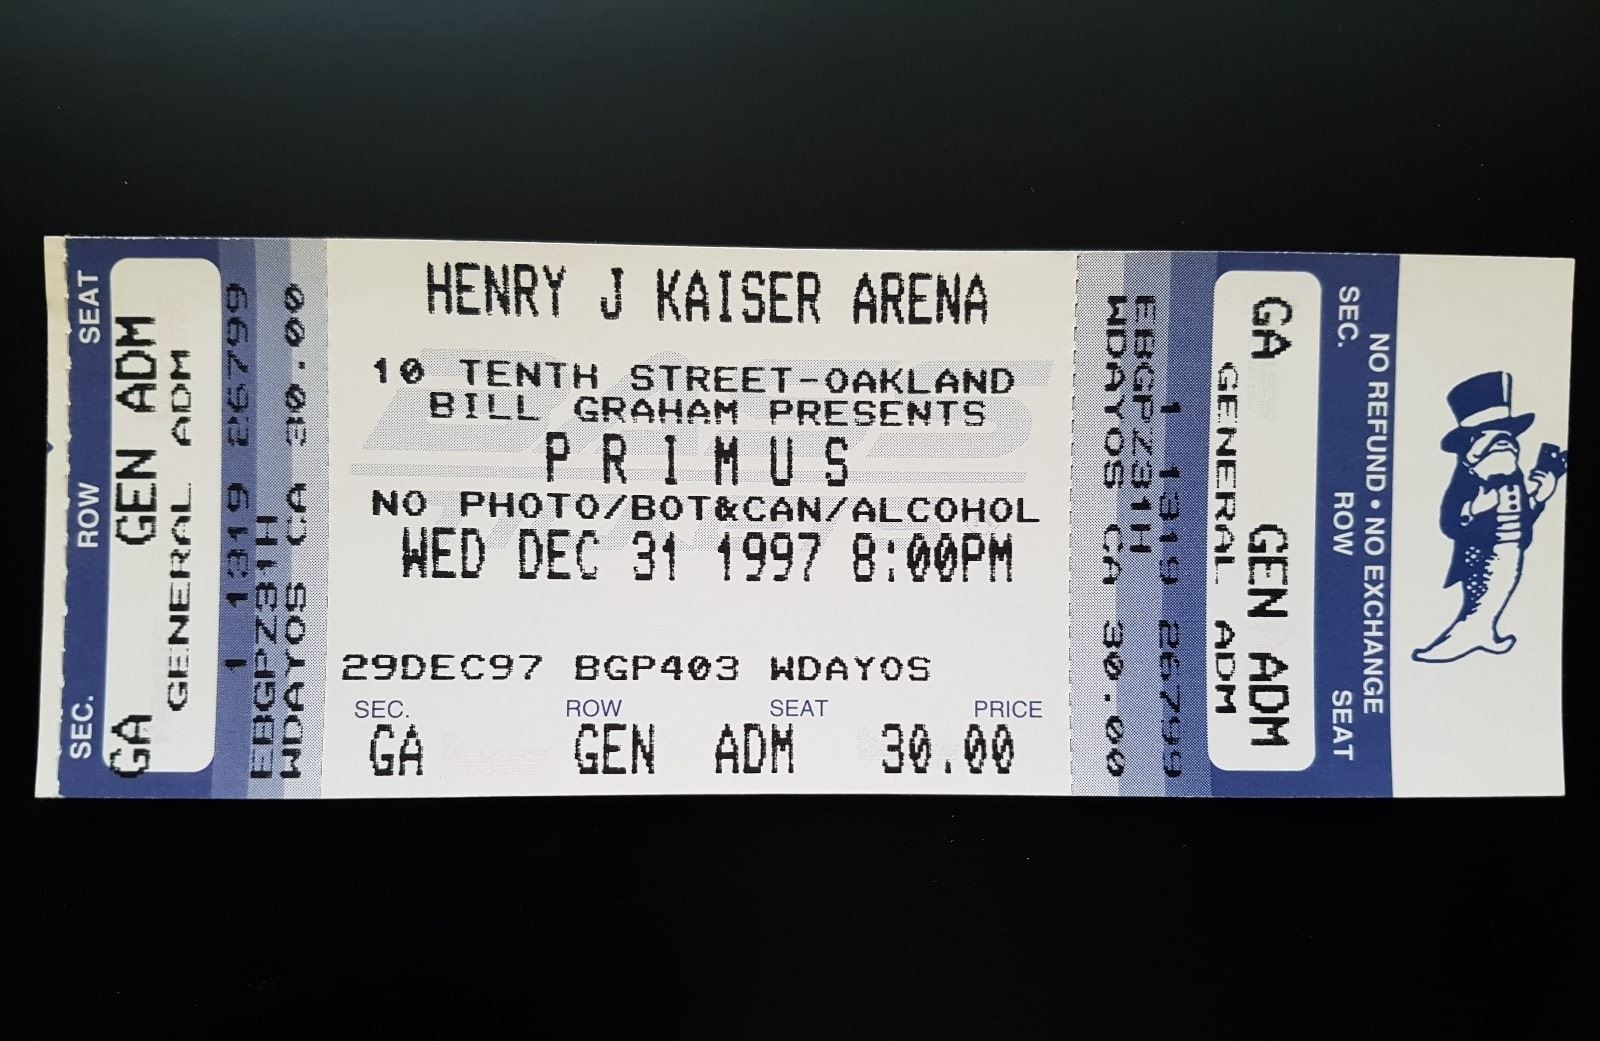 SEC. ROW SEAT
GA GEN ADM
GENERAL ADM
1 1319 26799
EBGPZ31H
WDAYOS CA 30.00
HENRY J KAISER ARENA
10 TENTH STREET-OAKLAND
BILL GRAHAM PRESENTS
PRIMUS
NO PHOTO/BOT&CAN/ALCOHOL
WED DEC 31 1997 8:00PM
29DEC97 BGP403 WDAYOS
SEC. ROW SEAT PRICE
GA GEN ADM 30.00
1 1319 26799
EBGPZ31H
WDAYOS CA 30.00
GA GEN ADM
GENERAL ADM
SEC. ROW SEAT
NO REFUND • NO EXCHANGE